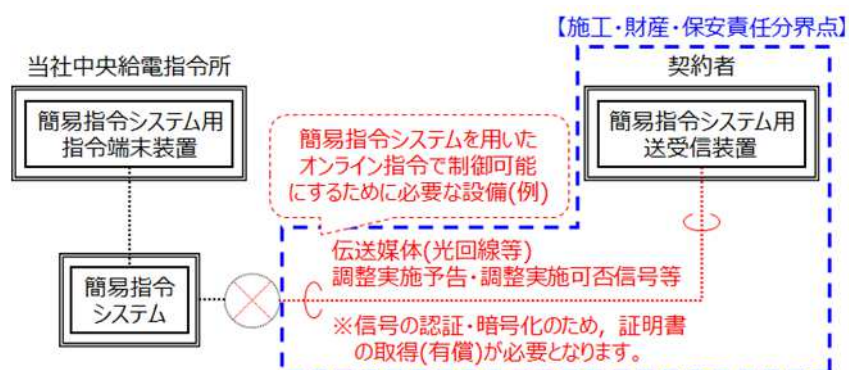 【施工・財産・保安責任分界点】
当社中央給電指令所
契約者
簡易指令システム用
指令端末装置
簡易指令システムを用いた
オンライン指令で制御可能
にするために必要な設備(例)
簡易指令システム用
送受信装置
伝送媒体(光回線等)
調整実施予告・調整実施可否信号等
簡易指令
システム
※信号の認証・暗号化のため, 証明書
の取得(有償)が必要となります。